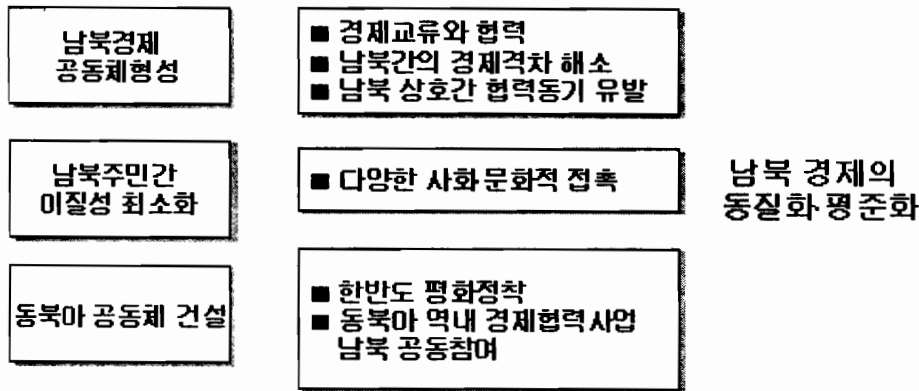 남북경제
공동체형성
■ 경제교류와 협력
■ 남북간의 경제격차 해소
■ 남북 상호간 협력동기 유발
남북주민간
이질성 최소화
■ 다양한 사화 문화적 접촉
남북 경제의
동질화·평준화
동북아 공동체 건설
■ 한반도 평화정착
■ 동북아 역내 경제협력사업
남북 공동참여